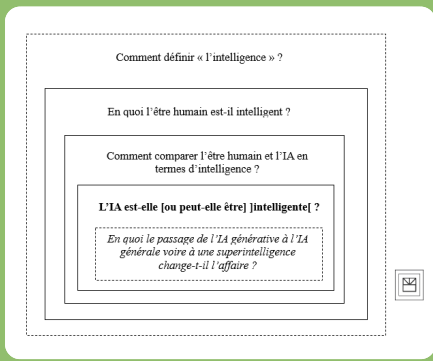 Comment définir « l'intelligence » ?
En quoi l'être humain est-il intelligent ?
Comment comparer l'être humain et l'IA en
termes d'intelligence ?
L'IA est-elle [ou peut-elle être] ]intelligente[ ?
En quoi le passage de l'IA générative à l'IA
générale voire à une superintelligence
change-t-il l'affaire ?